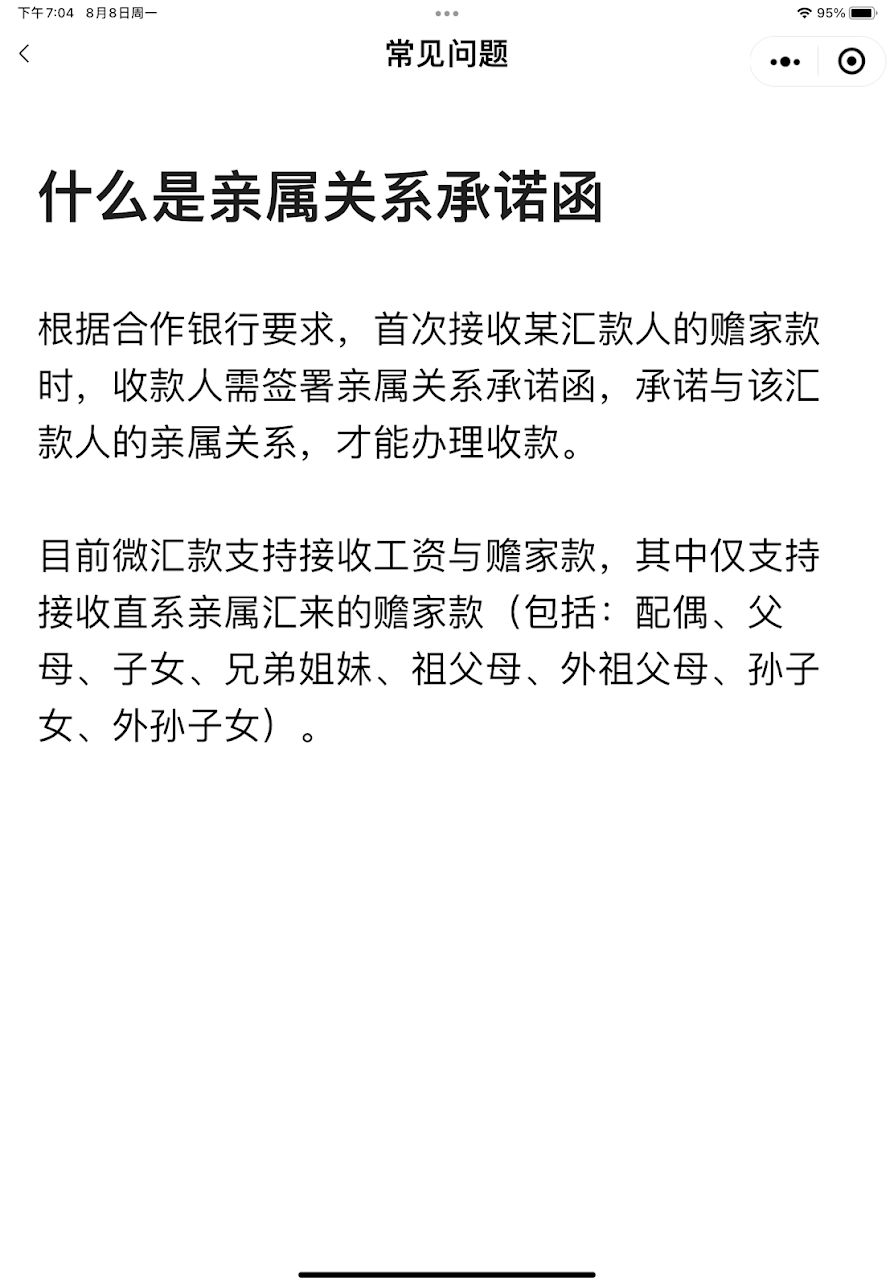 下午7:04 8月8日周一
95%
常见问题
什么是亲属关系承诺函
根据合作银行要求，首次接收某汇款人的赡家款
时，收款人需签署亲属关系承诺函，承诺与该汇
款人的亲属关系，才能办理收款。
目前微汇款支持接收工资与赡家款，其中仅支持
接收直系亲属汇来的赡家款（包括：配偶、父
母、子女、兄弟姐妹、祖父母、外祖父母、孙子
女、外孙子女）。